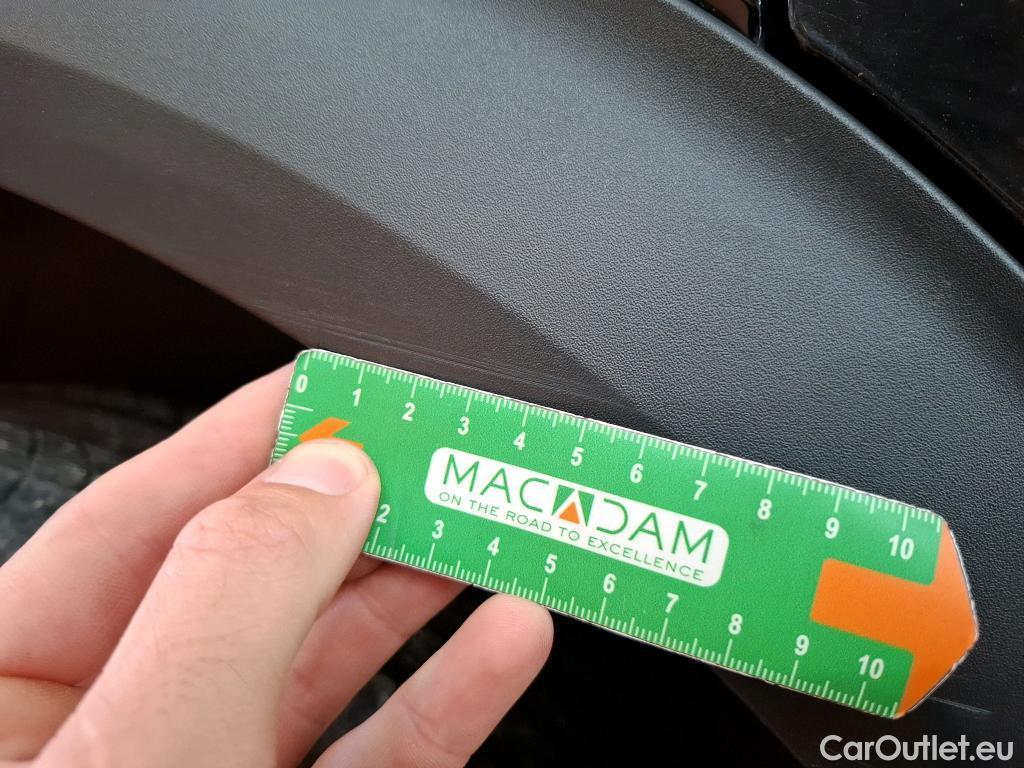 0 1 2 3 4 5 6 7 8 9 10
MACADAM
ON THE ROAD TO EXCELLENCE
2 3 4 5 6 7 8 9 10
CarOutlet.eu